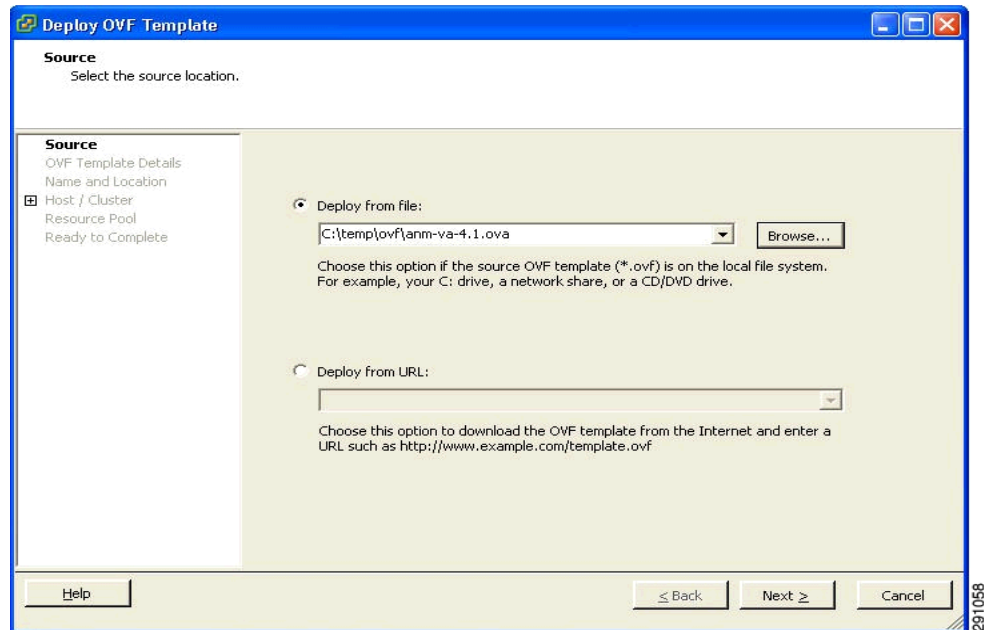 Deploy OVF Template
Source
Select the source location.
Source
OVF Template Details
Name and Location
Host / Cluster
Resource Pool
Ready to Complete
Deploy from file:
C:\temp\ovf\anm-va-4.1.ova
Browse...
Choose this option if the source OVF template (*.ovf) is on the local file system.
For example, your C: drive, a network share, or a CD/DVD drive.
Deploy from URL:
Choose this option to download the OVF template from the Internet and enter a
URL such as http://www.example.com/template.ovf
Help
≤ Back
Next ≥
Cancel
291058